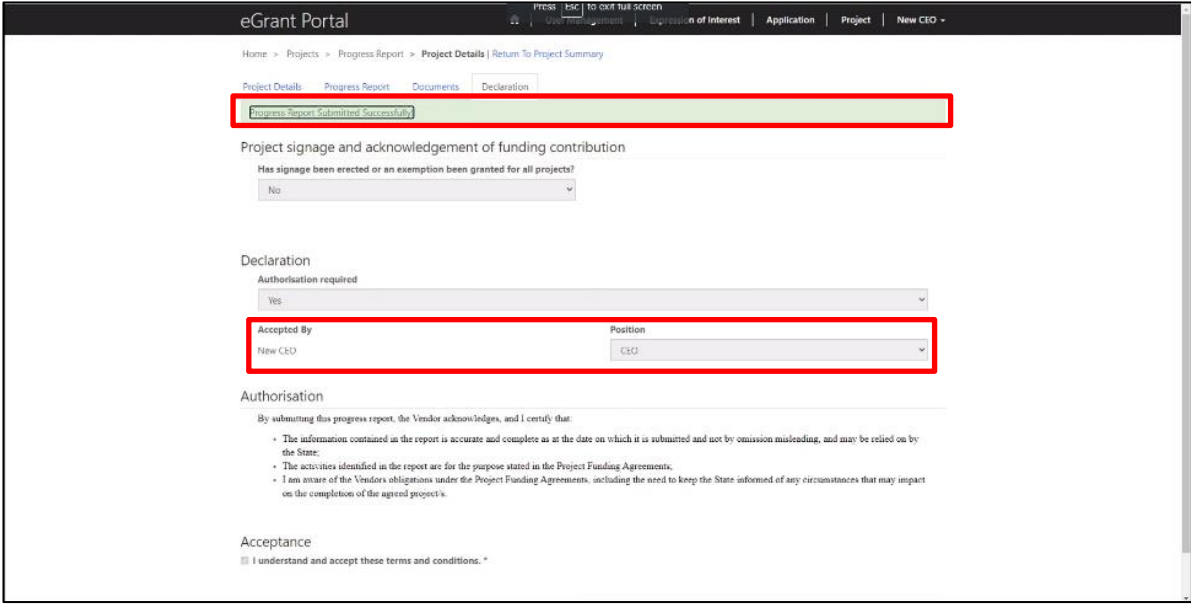 Press Esc to exit full screen
eGrant Portal User Management | Expression of Interest | Application | Project | New CEO
Home > Projects > Progress Report > Project Details | Return To Project Summary
Project Details Progress Report Documents Declaration
Progress Report Submitted Successfully!
Project signage and acknowledgement of funding contribution
Has signage been erected or an exemption been granted for all projects?
No
Declaration
Authorisation required
Yes
Accepted By Position
New CEO CEO
Authorisation
By submitting this progress report, the Vendor acknowledges, and I certify that:
• The information contained in the report is accurate and complete as at the date on which it is submitted and not by omission misleading, and may be relied on by
the State;
• The activities identified in the report are for the purpose stated in the Project Funding Agreements;
• I am aware of the Vendors obligations under the Project Funding Agreements, including the need to keep the State informed of any circumstances that may impact
on the completion of the agreed project/s.
Acceptance
I understand and accept these terms and conditions. *